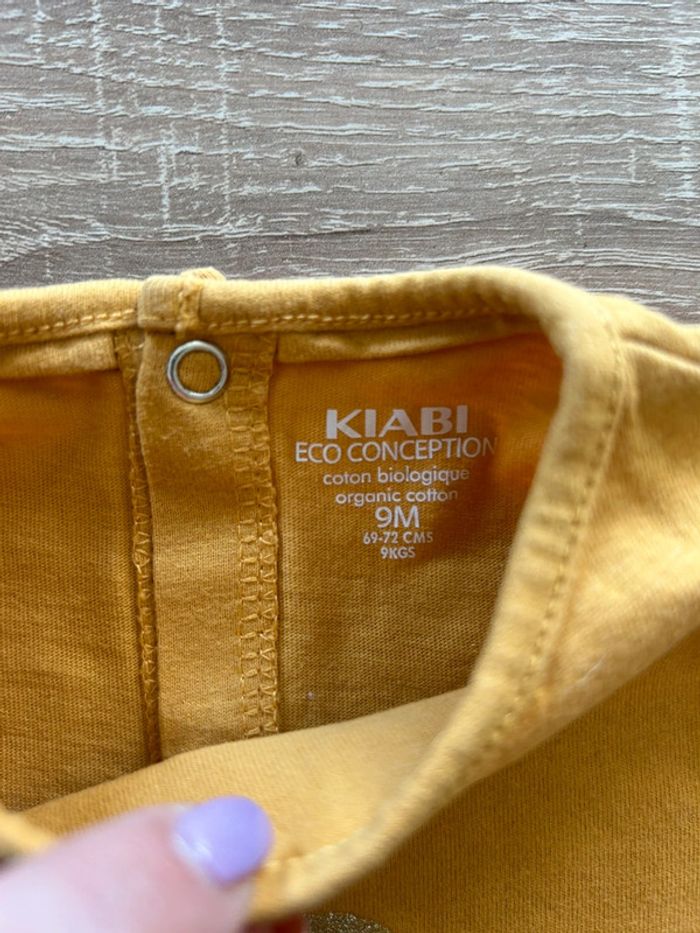 KIABI
ECO CONCEPTION
coton biologique
organic cotton
9M
69-72 CMS
9KGS